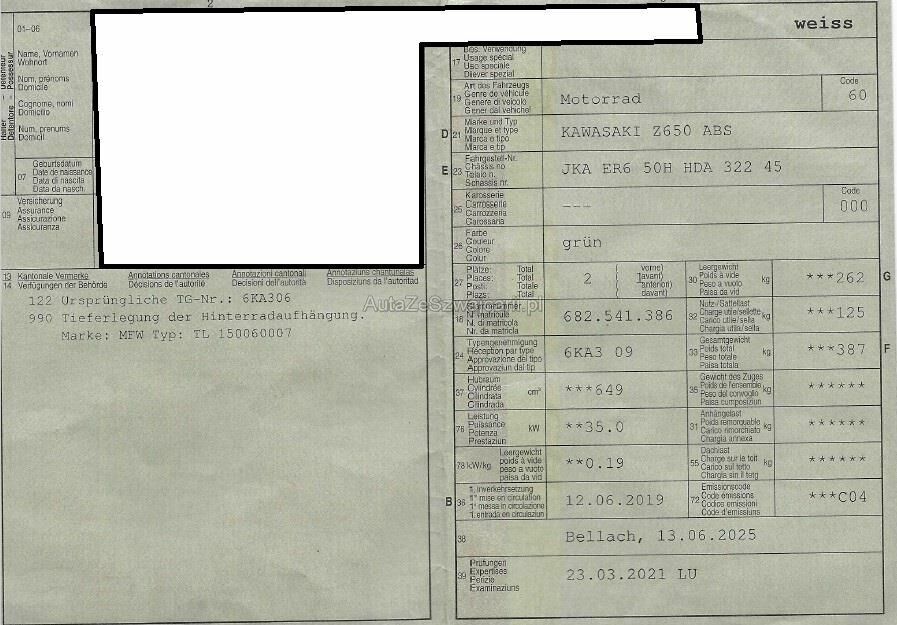 01-06
Name, Vornamen
Wohnort
Nom, prénoms
Domicile
Cognome, nomi
Domicilio
Num, prenums
Domicil
07
Geburtsdatum
Date de naissance
Data di nascita
Data da nasch.
09
Versicherung
Assurance
Assicurazione
Assicuranza
13 Kantonale Vermerke
14 Verfügungen der Behörde
Annotations cantonales
Décisions de l'autorité
Annotazioni cantonali
Decisioni dell'autorità
Annotaziuns chantunalas
Disposiziuns da l'autoritad
122 Ursprüngliche TG-Nr.: 6KA306
990 Tieferlegung der Hinterradaufhängung.
Marke: MFW Typ: TL 150060007
weiss
17
Bes. Verwendung
Usage spécial
Uso speciale
Diever spezial
19
Art des Fahrzeugs
Genre de véhicule
Genere di veicolo
Gener dal vehichel
Motorrad
Code
60
D 21
Marke und Typ
Marque et type
Marca e tipo
Marca e tip
KAWASAKI Z650 ABS
E 23
Fahrgestell-Nr.
Châssis no
Telaio n.
Schassis nr.
JKA ER6 50H HDA 322 45
25
Karosserie
Carrosserie
Carrozzeria
Carossaria
---
Code
000
26
Farbe
Couleur
Colore
Colur
grün
27
Plätze: Total
Places: Total
Posti: Totale
Plazs: Total
2
( vorne)
(avant)
(anteriori)
( davant)
30
Leergewicht
Poids à vide
Peso a vuoto
Paisa da vid
kg
***262
G
AutaZeSzwajcarii.pl
18
Stammnummer
N. matricule
N. di matricola
Nr. da matricla
682.541.386
32
Nutz-/Sattellast
Charge utile/sellette
Carico utile/sella
Chargia utila/sella
kg
***125
24
Typengenehmigung
Réception par type
Approvazione del tipo
Approvaziun dal tip
6KA3 09
33
Gesamtgewicht
Poids total
Peso totale
Paisa totala
kg
***387
F
37
Hubraum
Cylindrée
Cilindrata
Cilindrada
cm³
***649
35
Gewicht des Zuges
Poids de l'ensemble
Peso del convoglio
Paisa cumposiziun
kg
******
76
Leistung
Puissance
Potenza
Prestaziun
kW
**35.0
31
Anhängelast
Poids remorquable
Carico rimorchiato
Chargia annexa
kg
******
78 kW/kg
Leergewicht
poids à vide
peso a vuoto
paisa da vid
**0.19
55
Dachlast
Charge sur le toit
Carico sul tetto
Chargia sin il tetg
kg
******
B 36
1. Inverkehrsetzung
1re mise en circulation
1a messa in circolazione
1. entrada en circulaziun
12.06.2019
72
Emissionscode
Code émissions
Codice emissioni
Code d'emissiuns
***C04
38
Bellach, 13.06.2025
39
Prüfungen
Expertises
Perizie
Examinaziuns
23.03.2021 LU